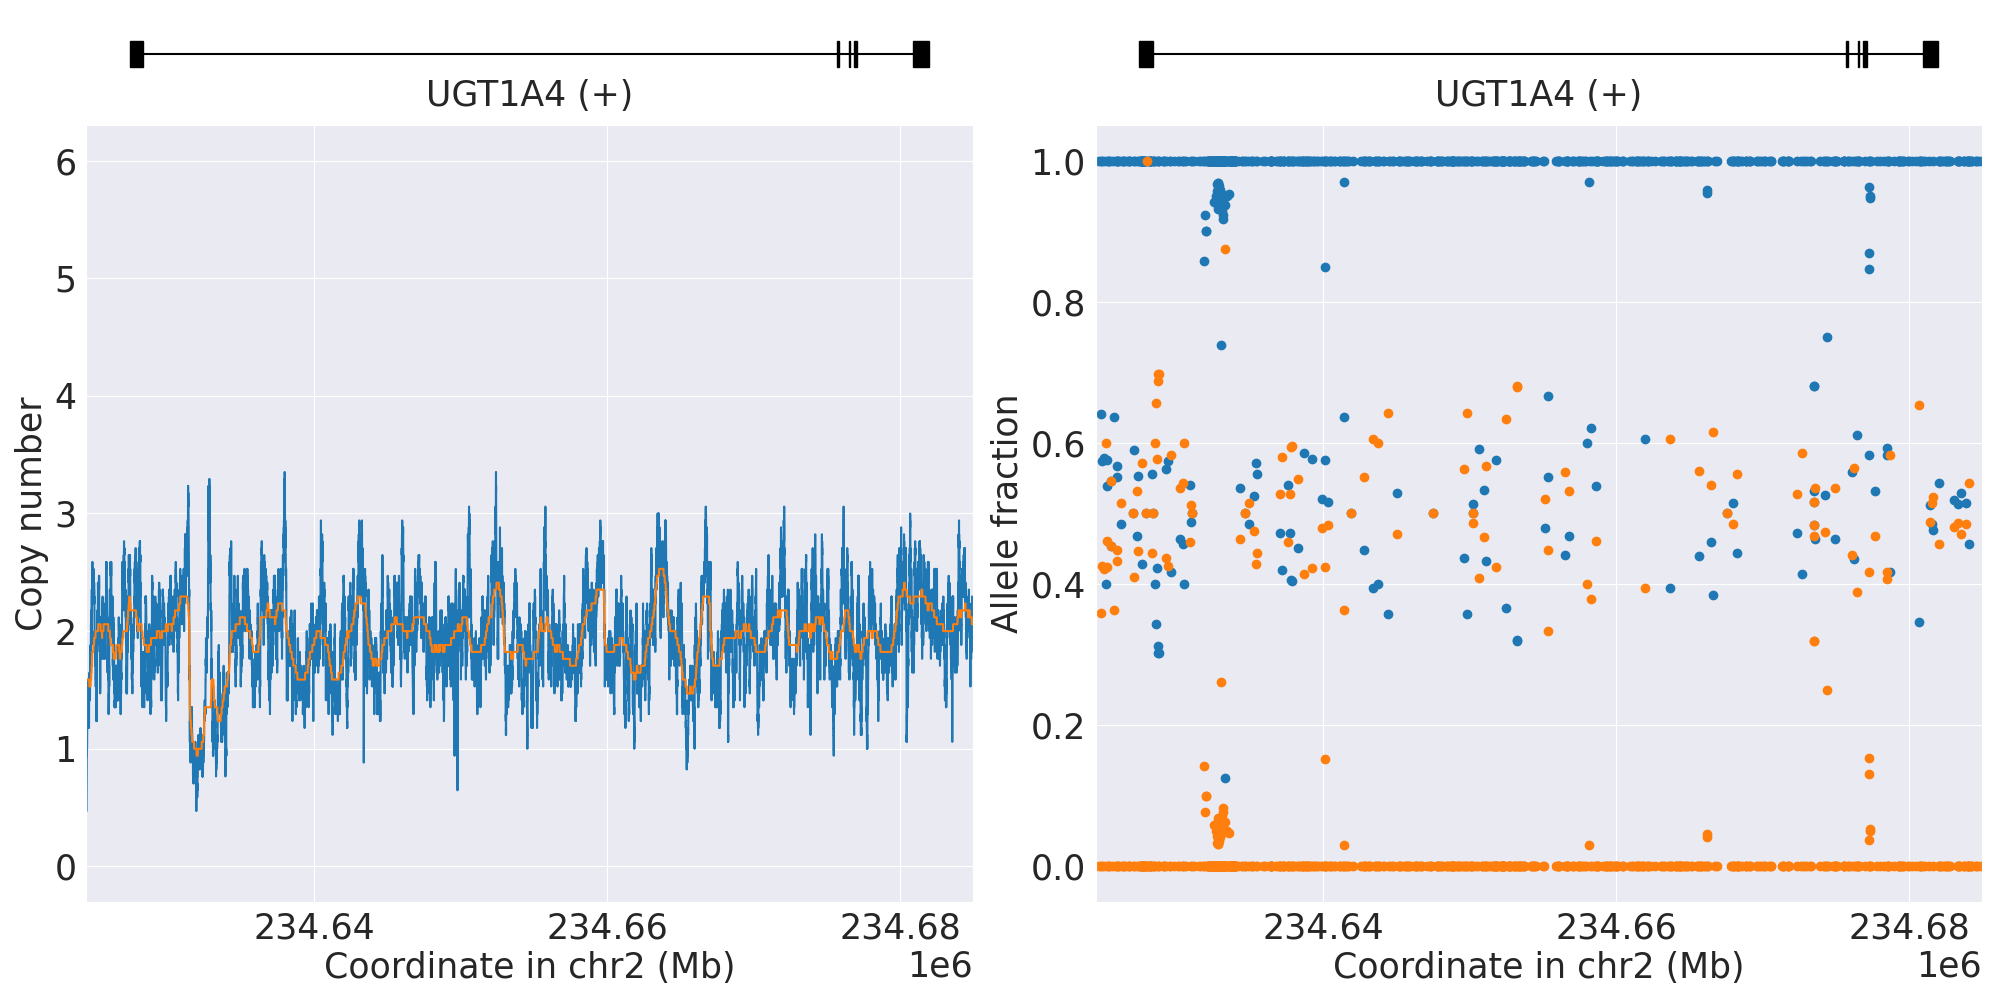 UGT1A4 (+)
Copy number
6
5
4
3
2
1
0
234.64 234.66 234.68
Coordinate in chr2 (Mb) 1e6
UGT1A4 (+)
Allele fraction
1.0
0.8
0.6
0.4
0.2
0.0
234.64 234.66 234.68
Coordinate in chr2 (Mb) 1e6